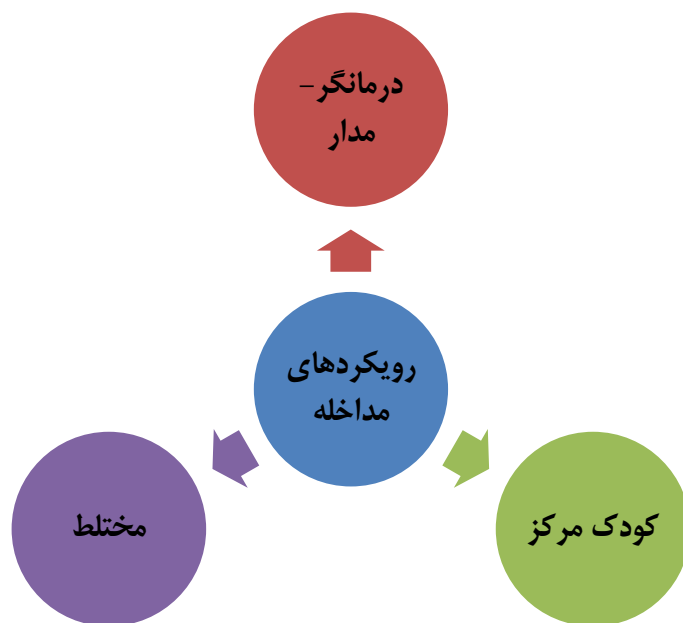 درمانگر-
مدار
رویکردهای
مداخله
کودک مرکز
مختلط